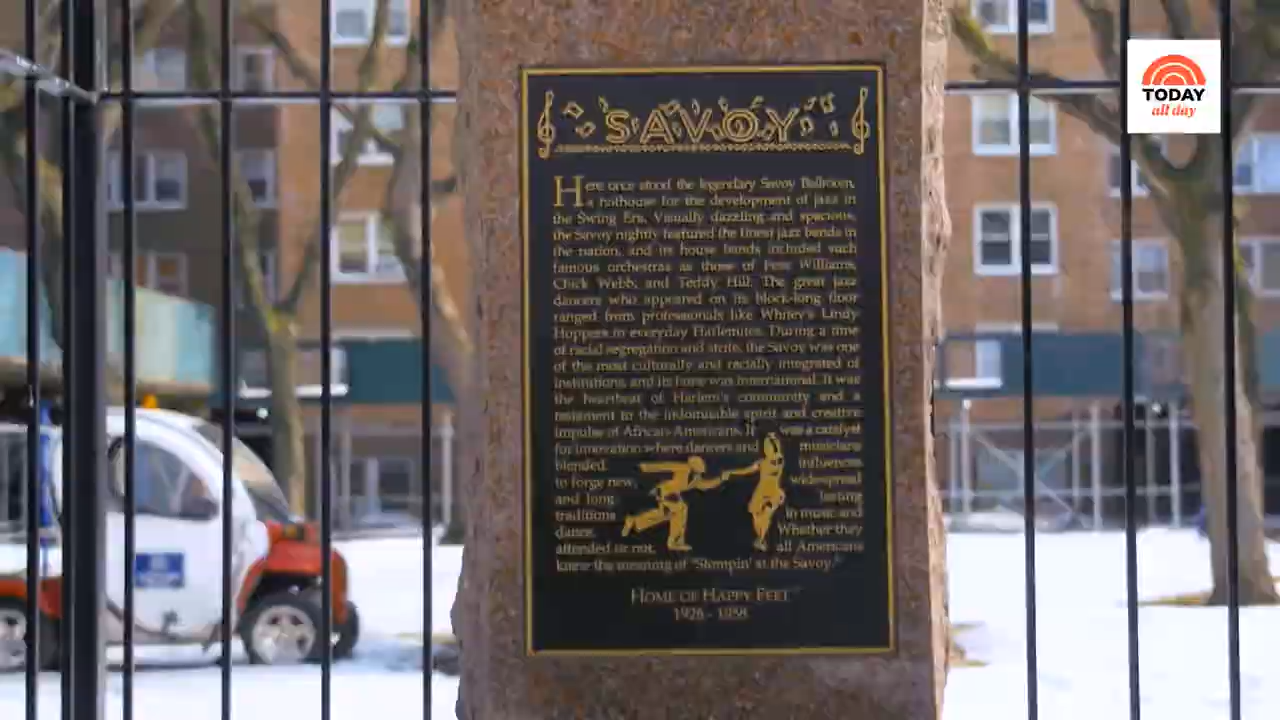 SAVOY
Here once stood the legendary Savoy Ballroom,
a hothouse for the development of jazz in
the Swing Era. Visually dazzling and spacious,
the Savoy nightly featured the finest jazz bands in
the nation, and its house bands included such
famous orchestras as those of Fess Williams,
Chick Webb, and Teddy Hill. The great jazz
dancers who appeared on its block-long floor
ranged from professionals like Whitey's Lindy
Hoppers to everyday Harlemites. During a time
of racial segregation and strife, the Savoy was one
of the most culturally and racially integrated of
institutions, and its fame was international. It was
the heartbeat of Harlem's community and a
testament to the indomitable spirit and creative
impulse of African-Americans. It was a catalyst
for innovation where dancers and musicians
blended influences
to forge new, widespread
and long lasting
traditions in music and
dance. Whether they
attended or not, all Americans
knew the meaning of "Stompin' at the Savoy."
HOME OF HAPPY FEET
1926 - 1958
TODAY
all day